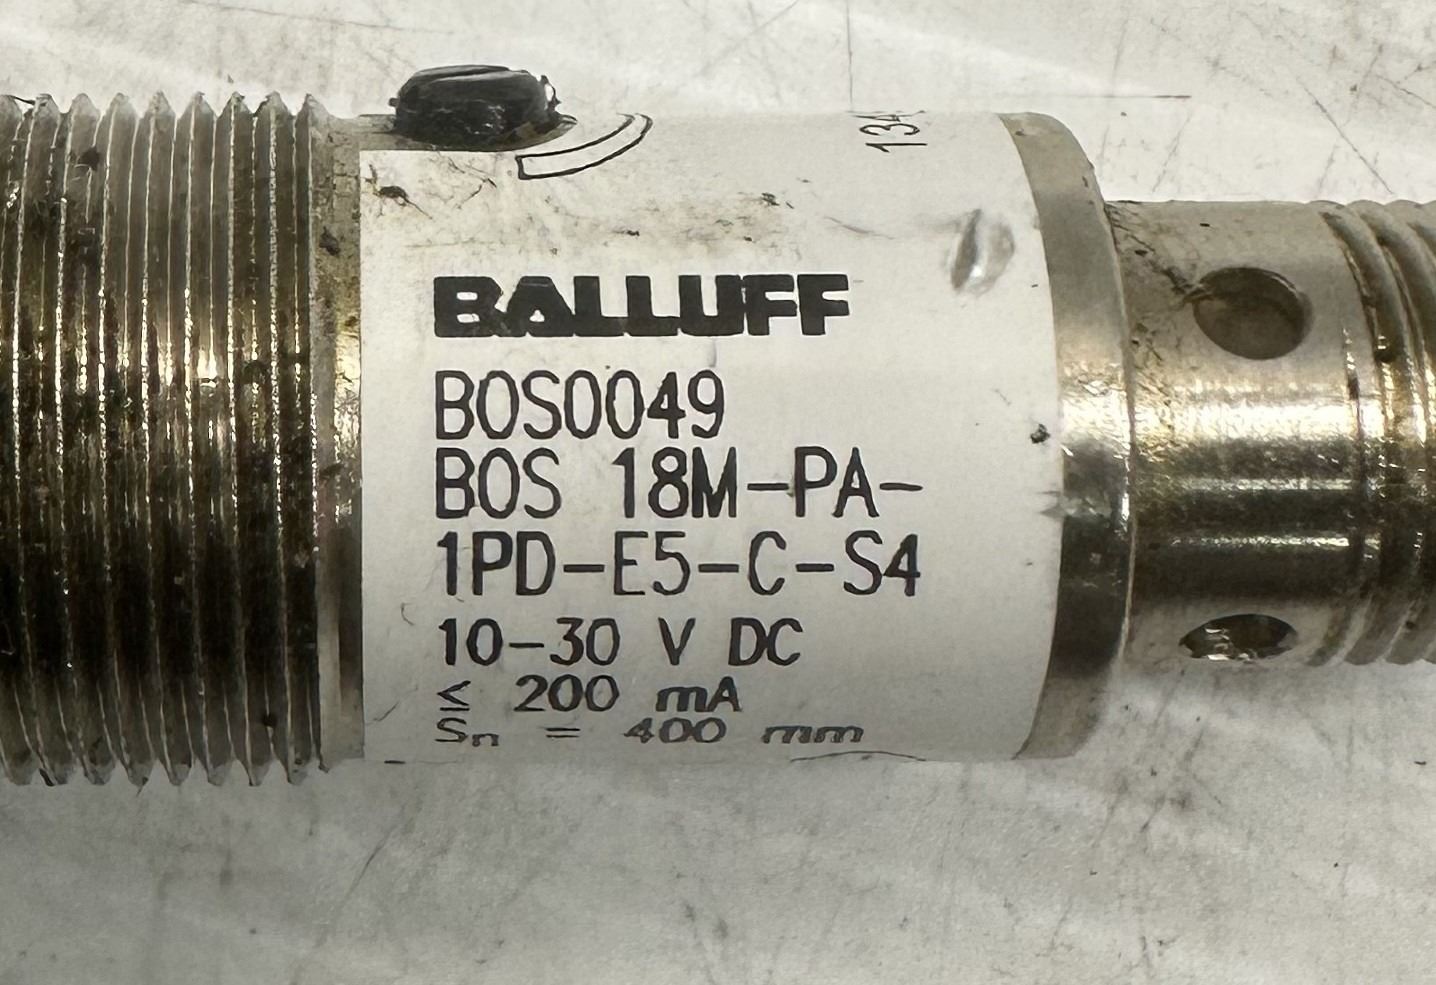 BALLUFF
BOS0049
BOS 18M-PA-
1PD-E5-C-S4
10-30 V DC
≤ 200 mA
Sn = 400 mm